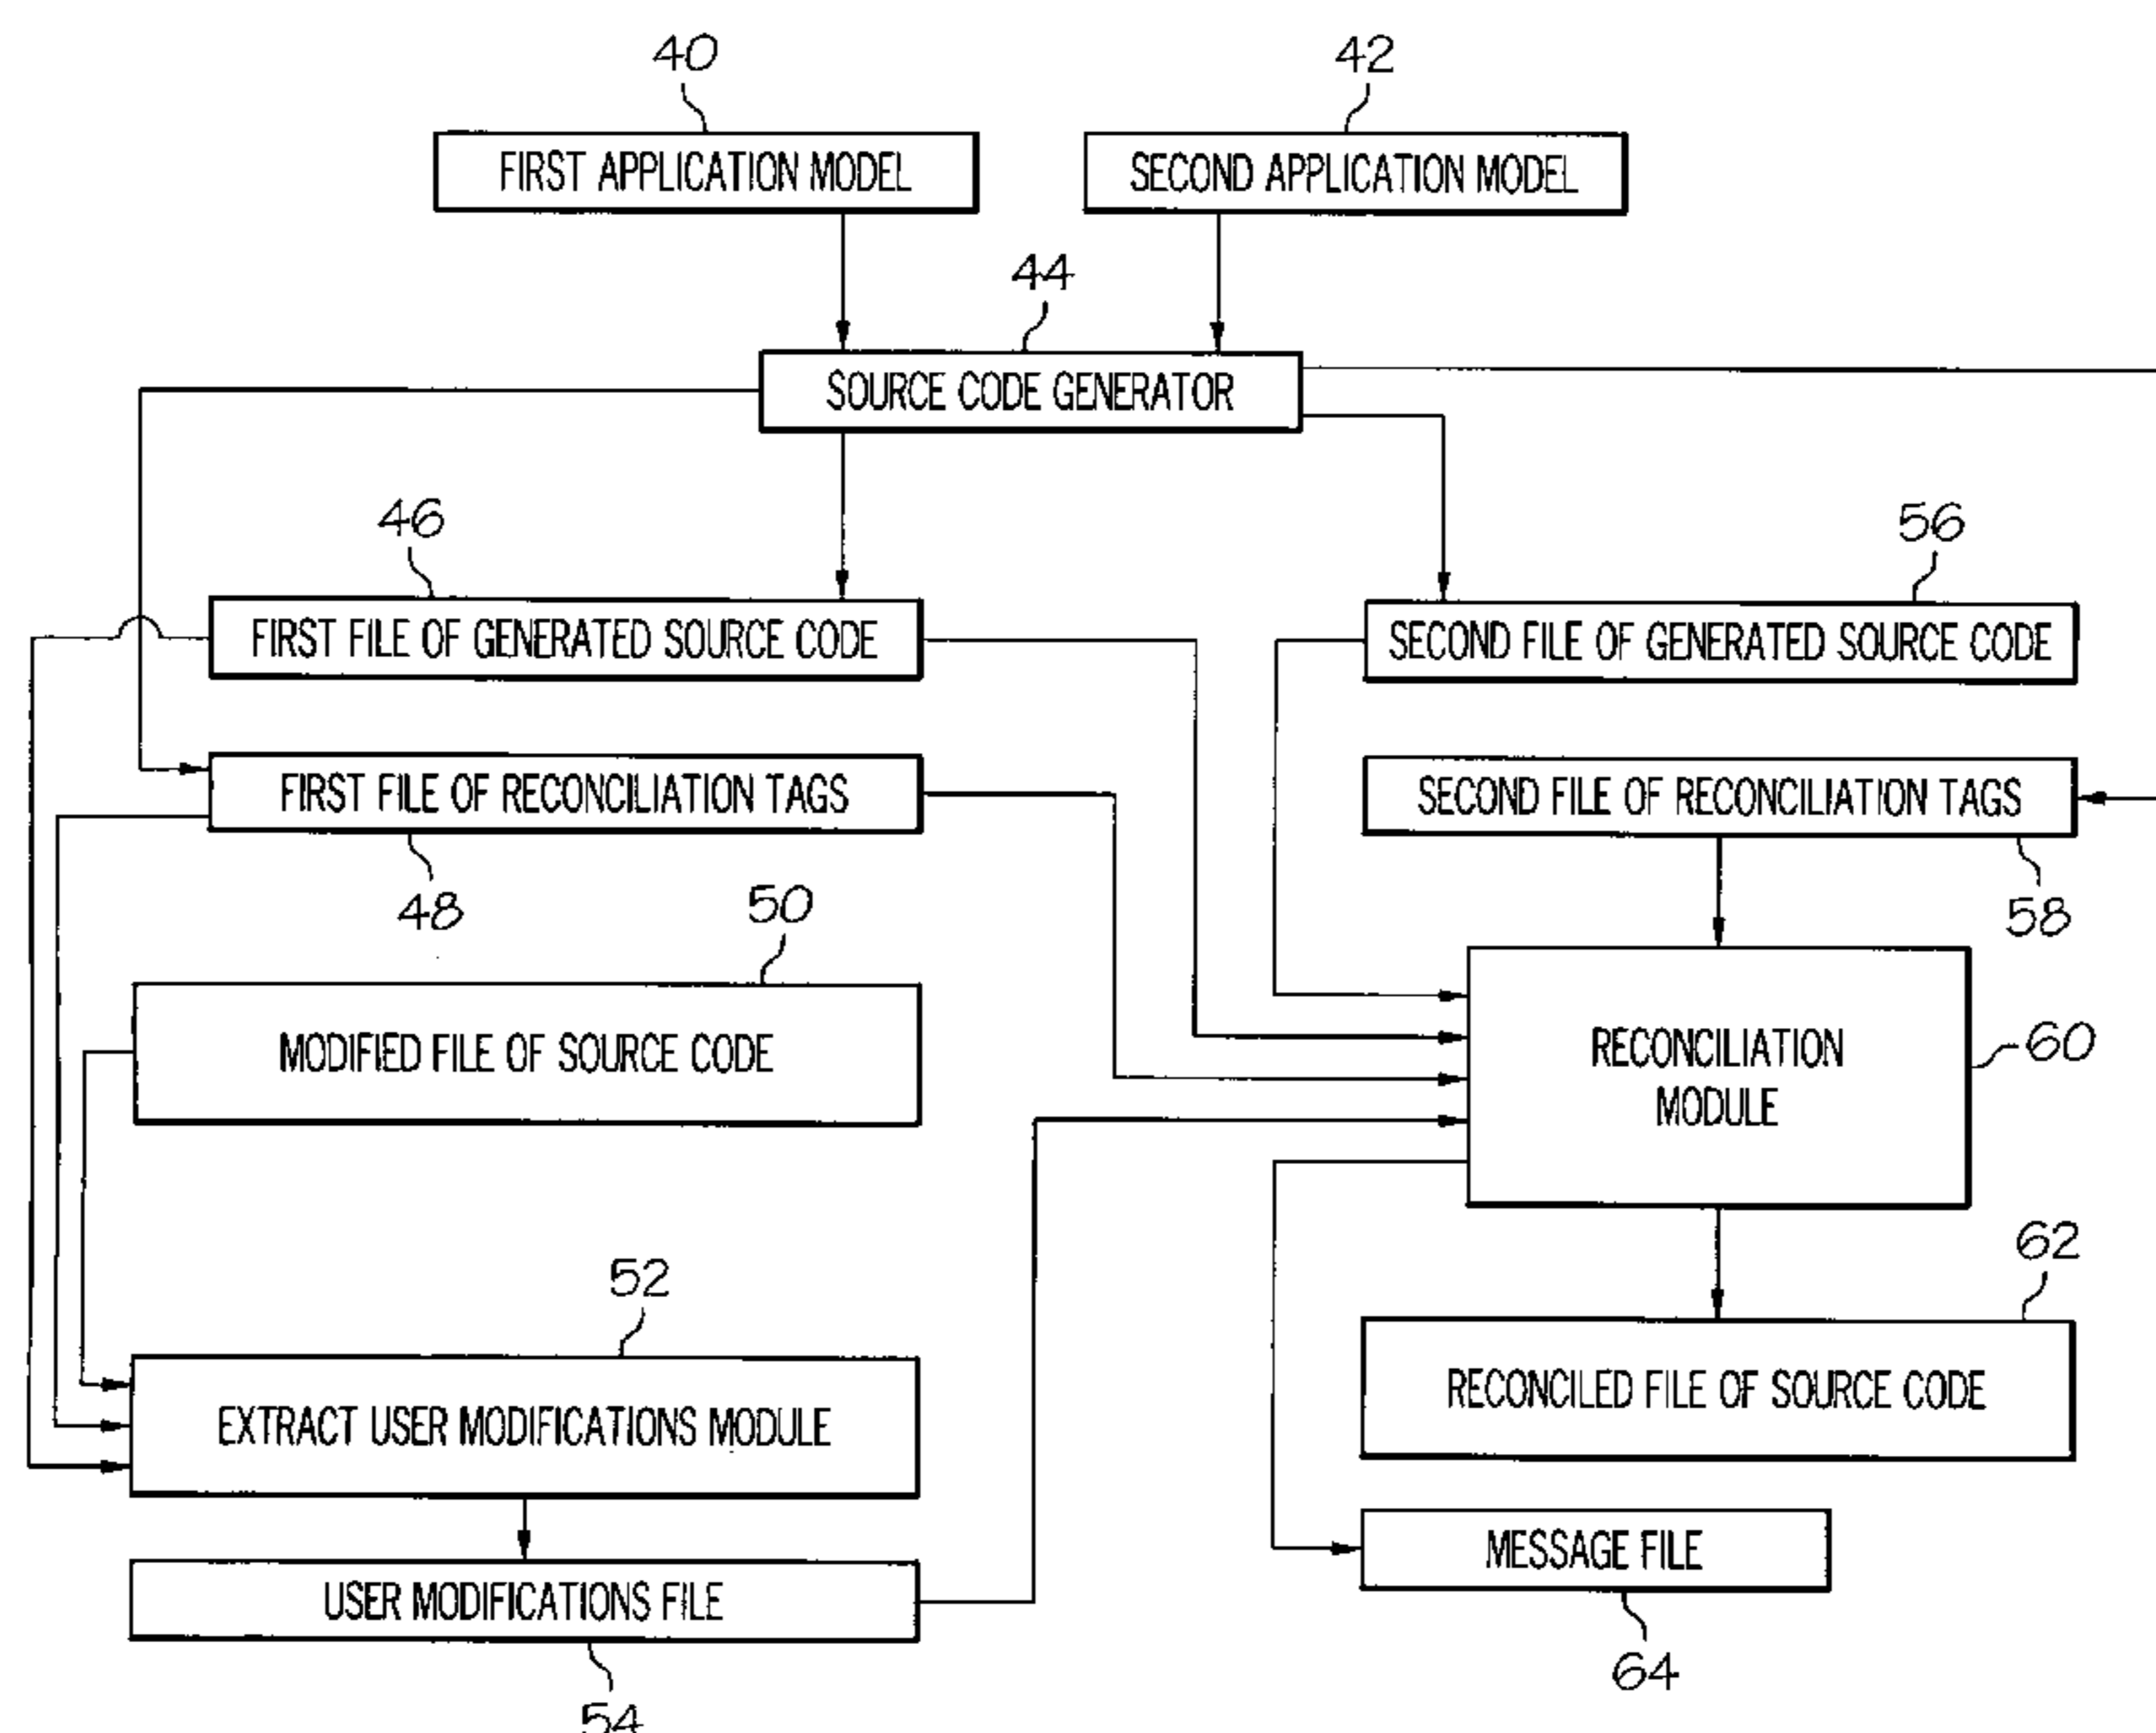 40
42
FIRST APPLICATION MODEL
SECOND APPLICATION MODEL
44
SOURCE CODE GENERATOR
46
56
FIRST FILE OF GENERATED SOURCE CODE
SECOND FILE OF GENERATED SOURCE CODE
FIRST FILE OF RECONCILIATION TAGS
SECOND FILE OF RECONCILIATION TAGS
48
50
58
MODIFIED FILE OF SOURCE CODE
RECONCILIATION
MODULE
60
52
62
EXTRACT USER MODIFICATIONS MODULE
RECONCILED FILE OF SOURCE CODE
USER MODIFICATIONS FILE
MESSAGE FILE
54
64